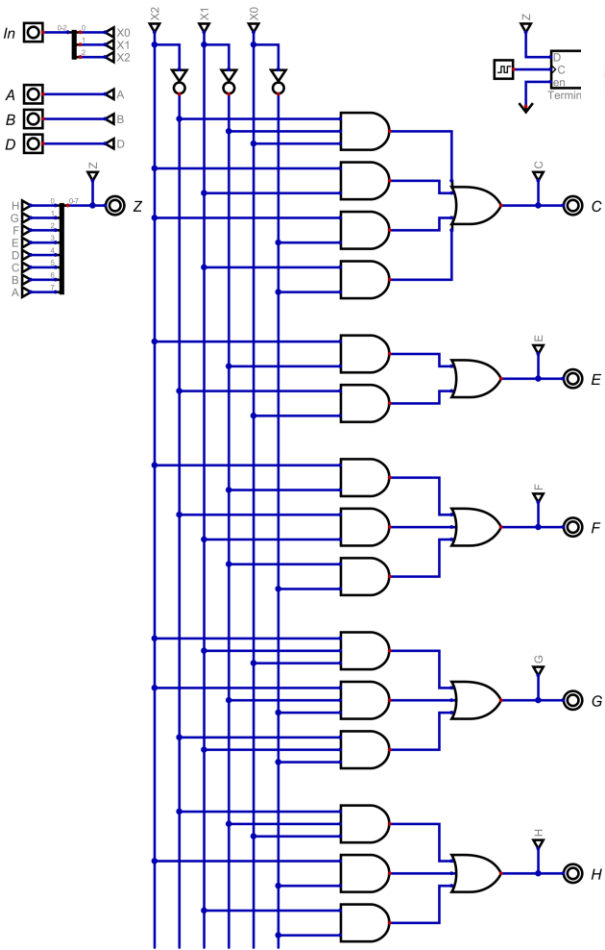 X2 X1 X0
In 0-2 0 X0
1 X1
2 X2
Z
D
C
en
Termin
A A
B B
D D
Z
H 0 0-7 Z
G 1
F 2
E 3
D 4
C 5
B 6
A 7
C
C
E
E
F
F
G
G
H
H